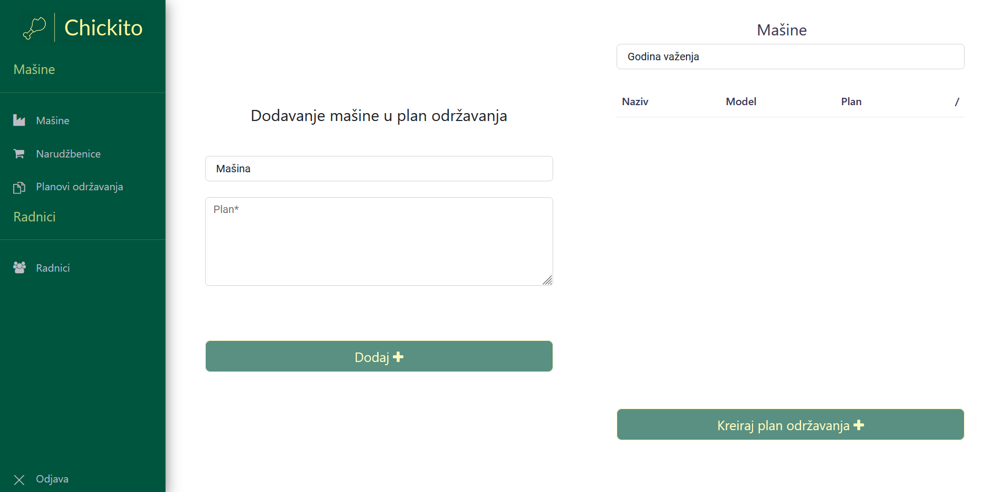 Chickito
Mašine
Mašine
Narudžbenice
Planovi održavanja
Radnici
Radnici
Odjava
Dodavanje mašine u plan održavanja
Mašina
Plan*
Dodaj
Mašine
Godina važenja
Naziv Model Plan /
Kreiraj plan održavanja